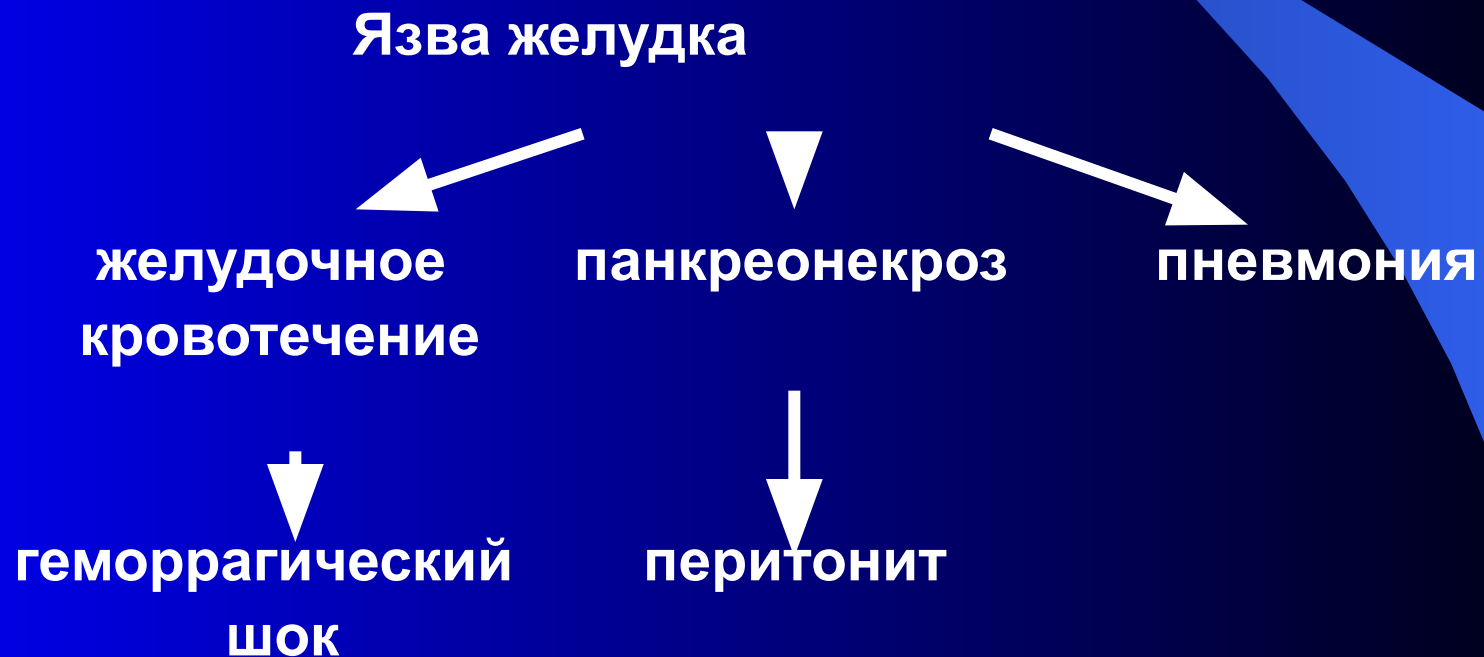 Язва желудка
желудочное
кровотечение
панкреонекроз
пневмония
геморрагический
шок
перитонит